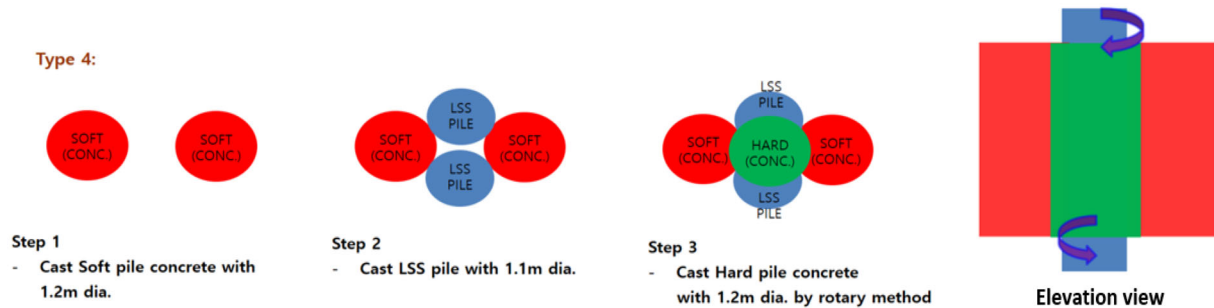 Type 4:
SOFT
(CONC.)
SOFT
(CONC.)
LSS
PILE
SOFT
(CONC.)
SOFT
(CONC.)
LSS
PILE
LSS
PILE
SOFT
(CONC.)
HARD
(CONC.)
SOFT
(CONC.)
LSS
PILE
Step 1
- Cast Soft pile concrete with
1.2m dia.
Step 2
- Cast LSS pile with 1.1m dia.
Step 3
- Cast Hard pile concrete
with 1.2m dia. by rotary method
Elevation view